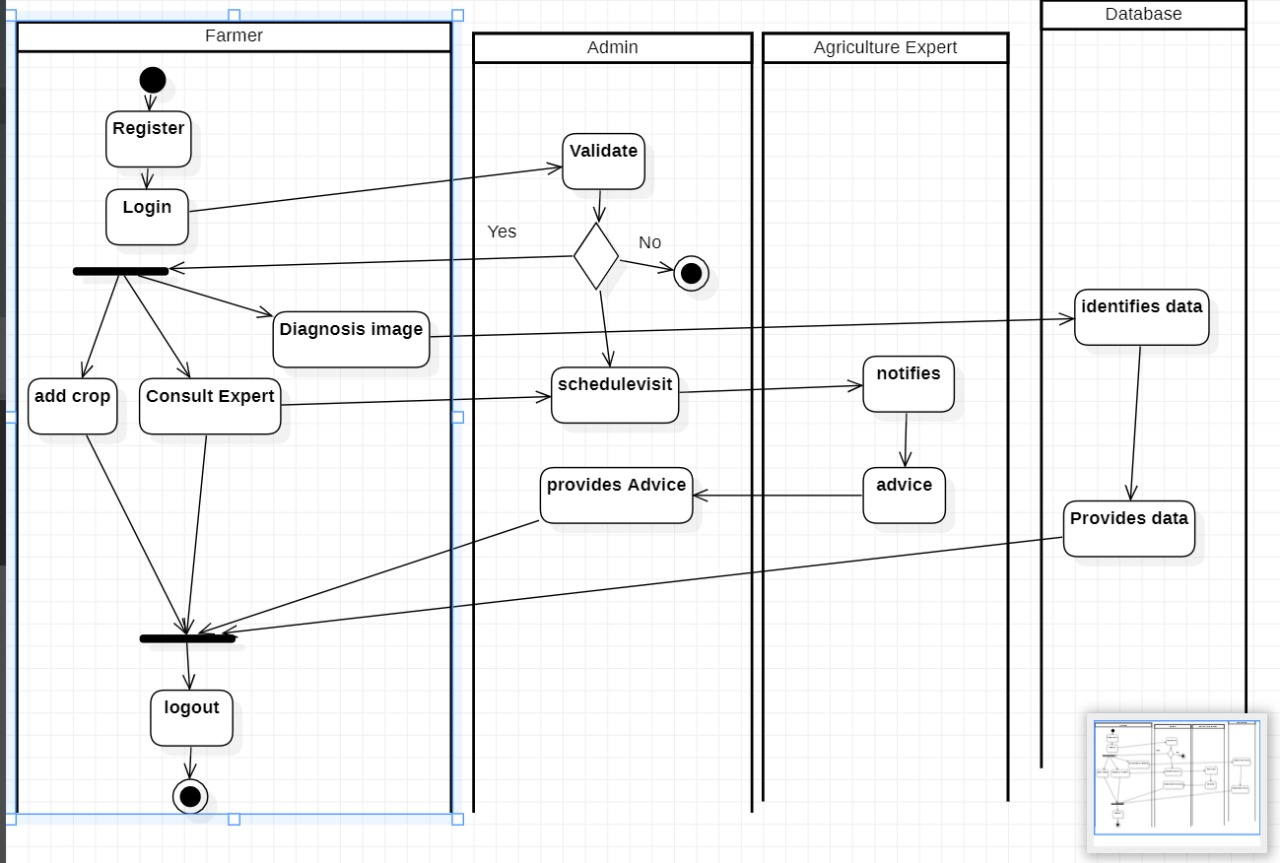 Farmer
Admin
Agriculture Expert
Database
Register
Validate
Login
Yes
No
Diagnosis image
identifies data
add crop
Consult Expert
schedulevisit
notifies
provides Advice
advice
Provides data
logout